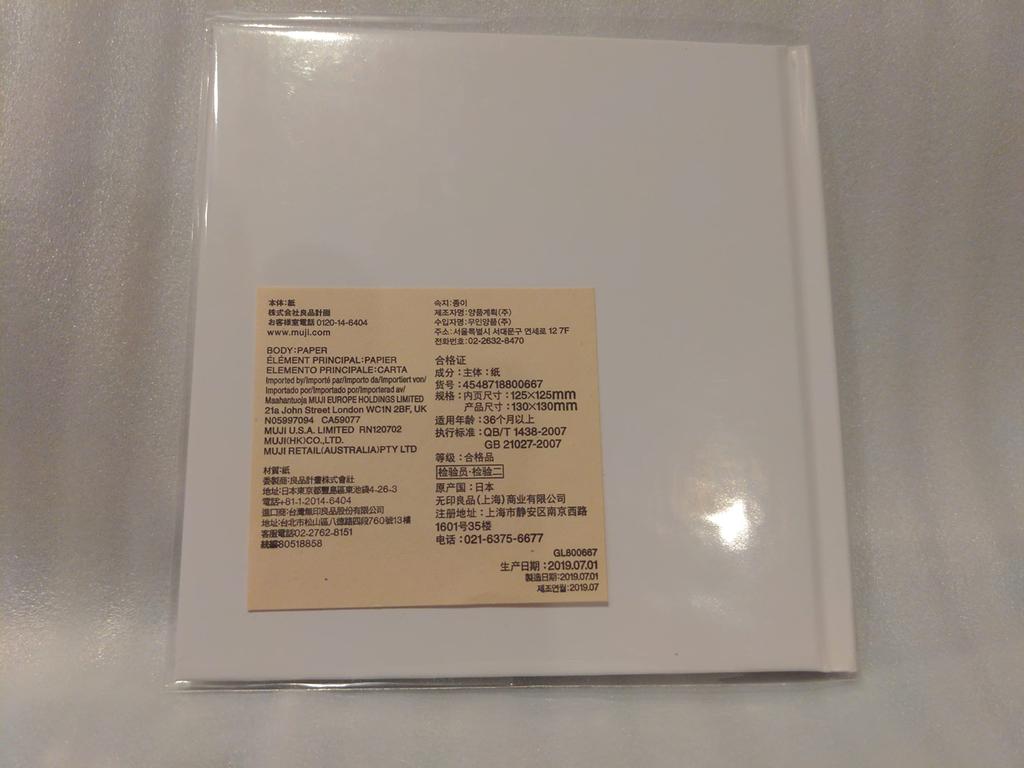 本体:紙
株式会社良品計画
お客様室電話 0120-14-6404
www.muji.com
BODY:PAPER
ÉLÉMENT PRINCIPAL:PAPIER
ELEMENTO PRINCIPALE:CARTA
Imported by/Importé par/Importo da/Importiert von/
Importado por/Importado por/Importerad av/
Maahantuoja MUJI EUROPE HOLDINGS LIMITED
21a John Street London WC1N 2BF, UK
N05997094 CA59077
MUJI U.S.A. LIMITED RN120702
MUJI(HK)CO.,LTD.
MUJI RETAIL(AUSTRALIA)PTY LTD
材質:紙
委製商:良品計畫株式會社
地址:日本東京都豐島區東池袋4-26-3
電話+81-1-2014-6404
進口商:台灣無印良品股份有限公司
地址:台北市松山區八德路四段760號13樓
客服電話02-2762-8151
統編80518858
속지:종이
제조자명:양품계획(주)
수입자명:무인양품(주)
주소:서울특별시 서대문구 연세로 12 7F
전화번호:02-2632-8470
合格证
成分:主体:纸
货号:4548718800667
规格:内页尺寸:125×125mm
产品尺寸:130×130mm
适用年龄:36个月以上
执行标准:QB/T 1438-2007
GB 21027-2007
等级:合格品
检验员·检验二
原产国:日本
无印良品(上海)商业有限公司
注册地址:上海市静安区南京西路
1601号35楼
电话:021-6375-6677
GL800667
生产日期:2019.07.01
製造日期:2019.07.01
제조연월:2019.07